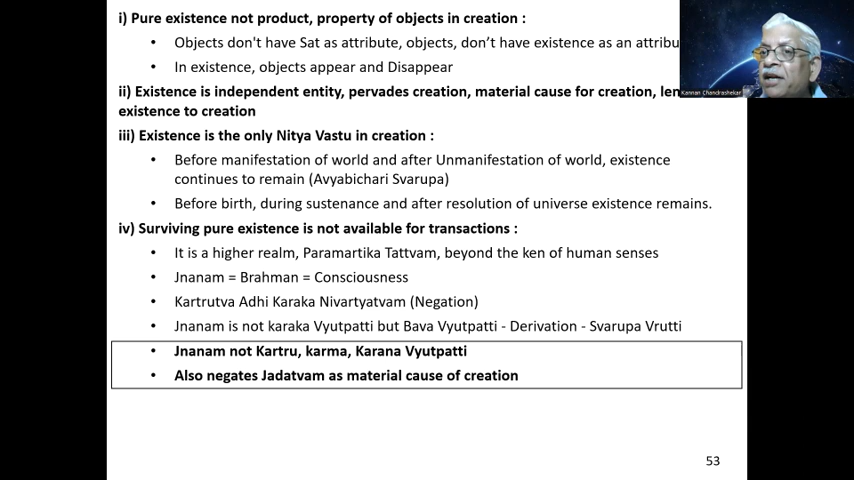 i) Pure existence not product, property of objects in creation :
• Objects don't have Sat as attribute, objects, don’t have existence as an
• In existence, objects appear and Disappear
ii) Existence is independent entity, pervades creation, material cause for creation,
existence to creation
iii) Existence is the only Nitya Vastu in creation :
• Before manifestation of world and after Unmanifestation of world, existence
continues to remain (Avyabichari Svarupa)
• Before birth, during sustenance and after resolution of universe existence remains.
iv) Surviving pure existence is not available for transactions :
• It is a higher realm, Paramartika Tattvam, beyond the ken of human senses
• Jnanam = Brahman = Consciousness
• Kartrutva Adhi Karaka Nivartyatvam (Negation)
• Jnanam is not karaka Vyutpatti but Bava Vyutpatti - Derivation - Svarupa Vrutti
• Jnanam not Kartru, karma, Karana Vyutpatti
• Also negates Jadatvam as material cause of creation
53
Kannan Chandrashekar